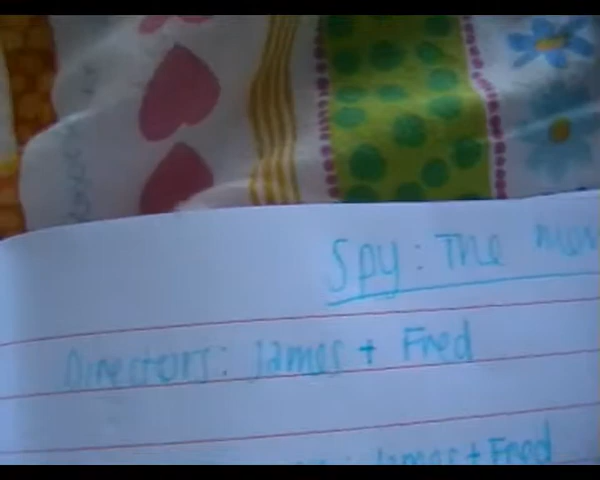 Spy: The
Directors: James + Fred
James + Fred